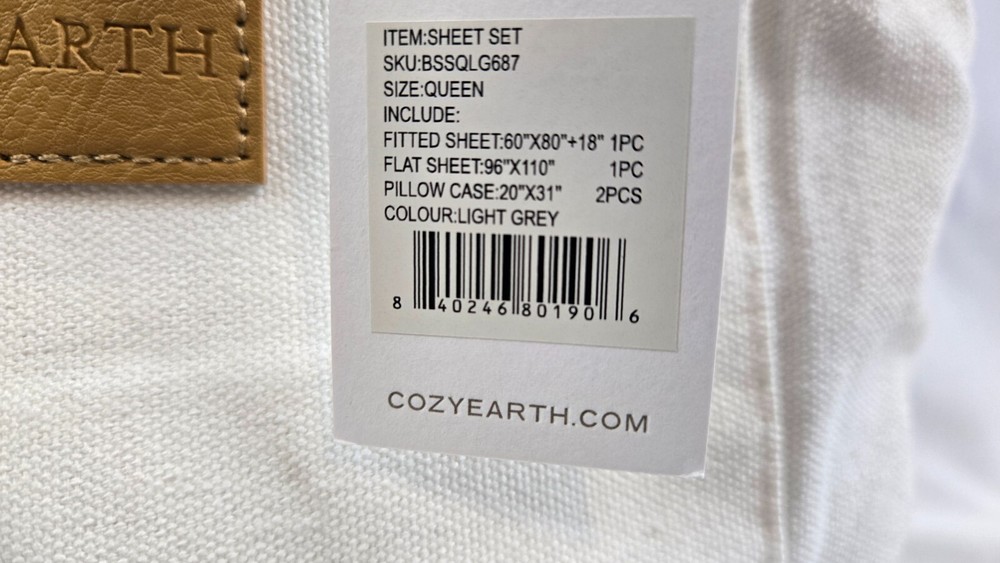 EARTH
ITEM:SHEET SET
SKU:BSSQLG687
SIZE:QUEEN
INCLUDE:
FITTED SHEET:60"X80"+18" 1PC
FLAT SHEET:96"X110" 1PC
PILLOW CASE:20"X31" 2PCS
COLOUR:LIGHT GREY
8 40246 80190 6
COZYEARTH.COM